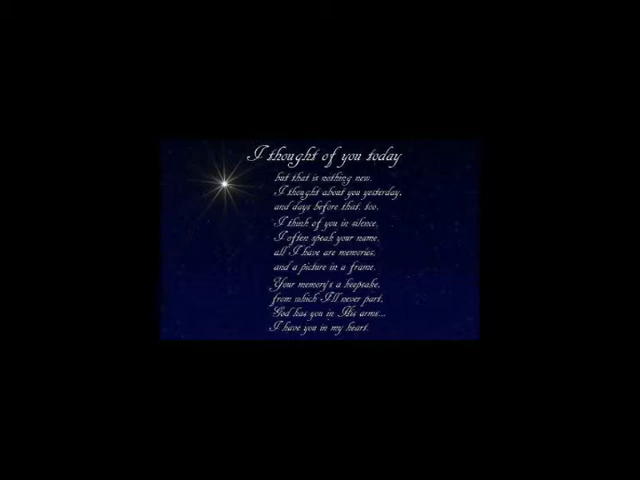 I thought of you today
but that is nothing new.
I thought about you yesterday,
and days before that, too.
I think of you in silence,
I often speak your name.
all I have are memories,
and a picture in a frame.
Your memory's a keepsake,
from which I'll never part,
God has you in His arms...
I have you in my heart.